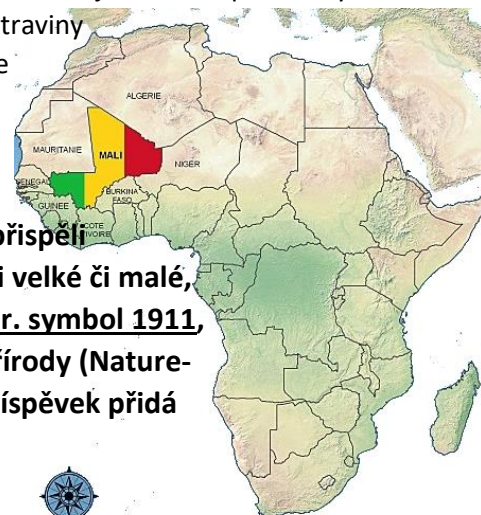 traviny
e
ALGERIE
MAURITANIE
MALI
NIGER
SENEGAL
BURKINA
FASO
GUINEE
COTE
IVOIRE
přispěli
i velké či malé,
r. symbol 1911,
řírody (Nature-
íspěvek přidá